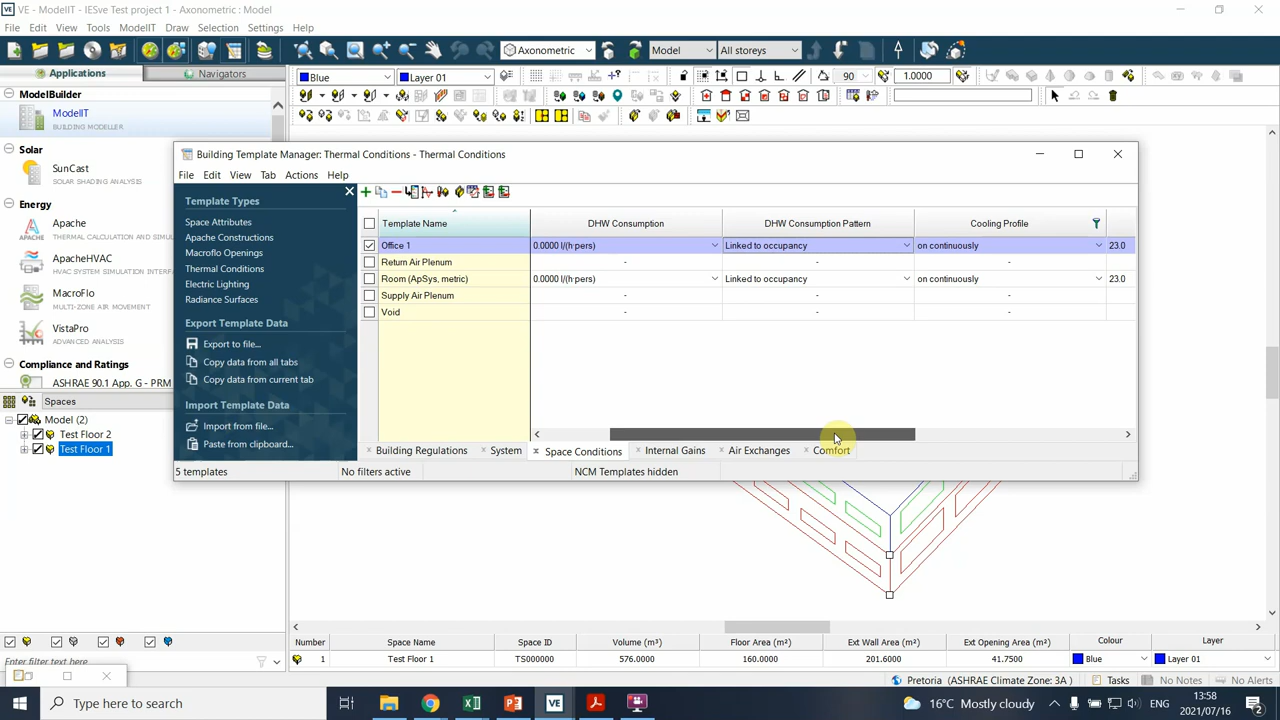 VE - ModelIT - IESve Test project 1 - Axonometric : Model
File Edit View Tools ModelIT Draw Selection Settings Help
Axonometric Model All storeys
Applications Navigators
Blue Layer 01 90 1.0000
ModelBuilder
ModelIT
BUILDING MODELLER
Solar
SunCast
SOLAR SHADING ANALYSIS
Energy
Apache
THERMAL CALCULATION AND SIMU
ApacheHVAC
HVAC SYSTEM SIMULATION INTERF
MacroFlo
MULTI-ZONE AIR MOVEMENT
VistaPro
ADVANCED ANALYSIS
Compliance and Ratings
ASHRAE 90.1 App. G - PRM
Spaces
Model (2)
Test Floor 2
Test Floor 1
Enter filter text here
Building Template Manager: Thermal Conditions - Thermal Conditions
File Edit View Tab Actions Help
Template Types
Space Attributes
Apache Constructions
Macroflo Openings
Thermal Conditions
Electric Lighting
Radiance Surfaces
Export Template Data
Export to file...
Copy data from all tabs
Copy data from current tab
Import Template Data
Import from file...
Paste from clipboard...
Template Name DHW Consumption DHW Consumption Pattern Cooling Profile
Office 1 0.0000 l/(h·pers) Linked to occupancy on continuously 23.0
Return Air Plenum - - -
Room (ApSys, metric) 0.0000 l/(h·pers) Linked to occupancy on continuously 23.0
Supply Air Plenum - - -
Void - - -
Building Regulations System Space Conditions Internal Gains Air Exchanges Comfort
5 templates No filters active NCM Templates hidden
Number Space Name Space ID Volume (m³) Floor Area (m²) Ext Wall Area (m²) Ext Opening Area (m²) Colour Layer
1 Test Floor 1 TS000000 576.0000 160.0000 201.6000 41.7500 Blue Layer 01
Pretoria (ASHRAE Climate Zone: 3A) Tasks No Notes No Alerts
Type here to search
16°C Mostly cloudy ENG 13:58
2021/07/16
2